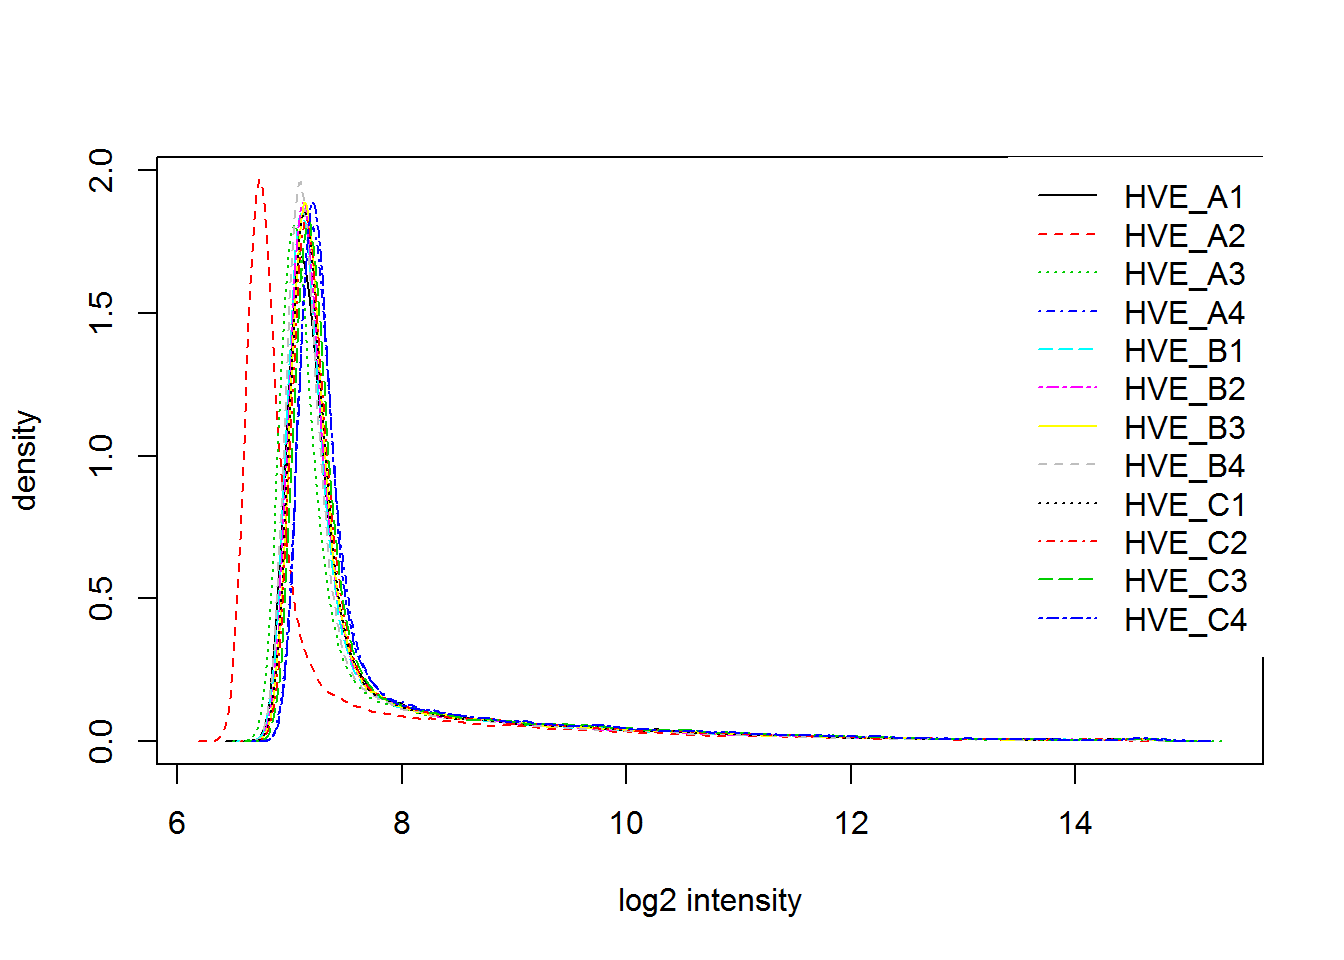 2.0
1.5
1.0
0.5
0.0
density
6 8 10 12 14
log2 intensity
HVE_A1
HVE_A2
HVE_A3
HVE_A4
HVE_B1
HVE_B2
HVE_B3
HVE_B4
HVE_C1
HVE_C2
HVE_C3
HVE_C4